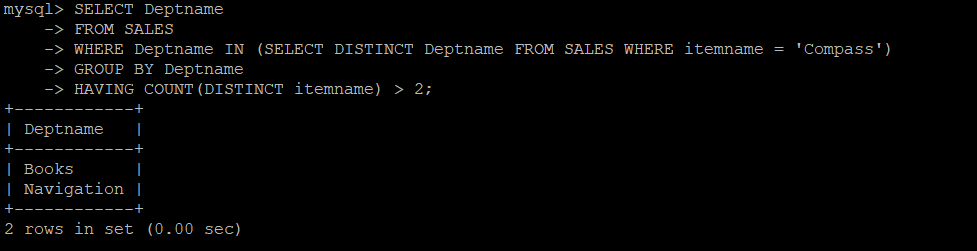 mysql> SELECT Deptname
    -> FROM SALES
    -> WHERE Deptname IN (SELECT DISTINCT Deptname FROM SALES WHERE itemname = 'Compass')
    -> GROUP BY Deptname
    -> HAVING COUNT(DISTINCT itemname) > 2;
+------------+
| Deptname   |
+------------+
| Books      |
| Navigation |
+------------+
2 rows in set (0.00 sec)